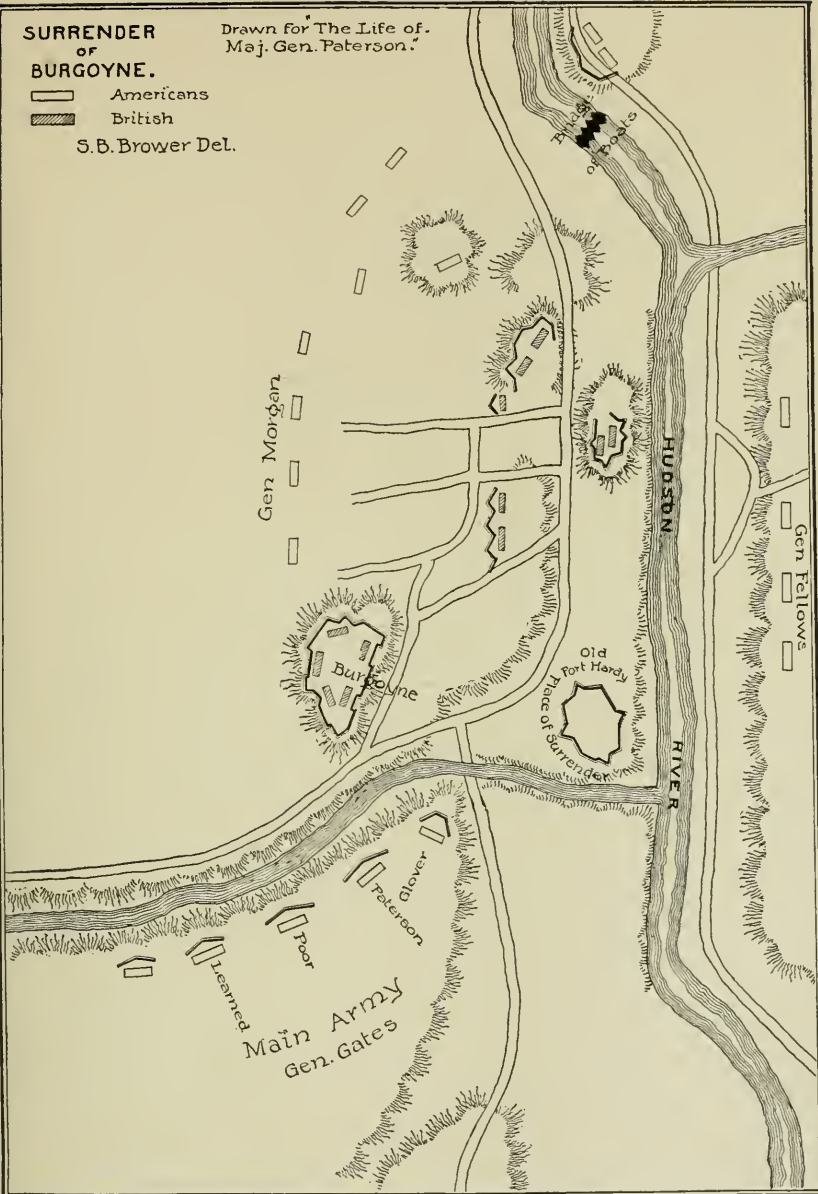 SURRENDER
OF
BURGOYNE.
Drawn for "The Life of.
Maj. Gen. Paterson."
Americans
British
S.B. Brower Del.
Bridge
of Boats
Gen Morgan
HUDSON
Gen Fellows
Burgoyne
Old
Fort Hardy
Place of Surrender
RIVER
Glover
Paterson
Poor
Learned
Main Army
Gen. Gates